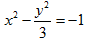 x² − y²/3 = −1